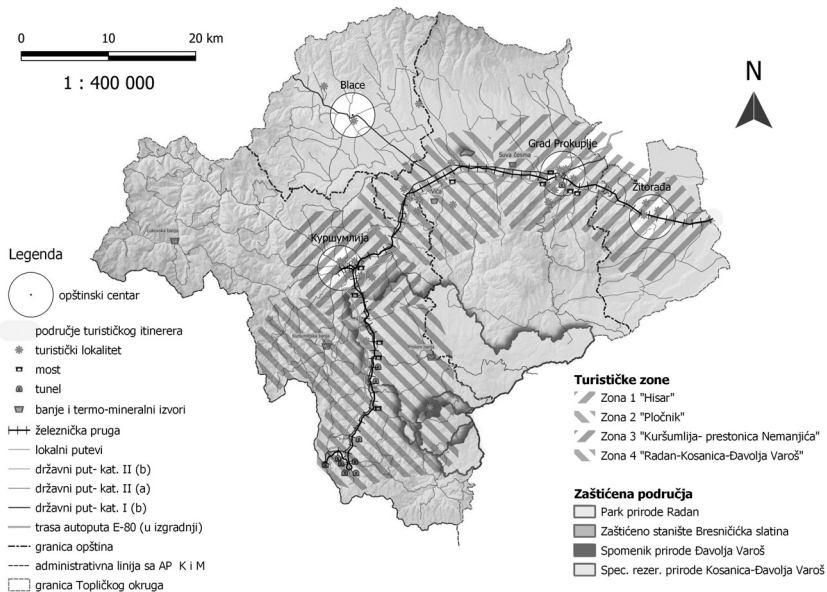 0 10 20 km
1 : 400 000
N
Blace
Grad Prokuplje
Suva česma
Žitorađa
Куршумлија
Legenda
opštinski centar
područje turističkog itinerera
turistički lokalitet
most
tunel
banje i termo-mineralni izvori
železnička pruga
lokalni putevi
državni put- kat. II (b)
državni put- kat. II (a)
državni put- kat. I (b)
trasa autoputa E-80 (u izgradnji)
granica opština
administrativna linija sa AP K i M
granica Topličkog okruga
Turističke zone
Zona 1 "Hisar"
Zona 2 "Pločnik"
Zona 3 "Kuršumlija- prestonica Nemanjića"
Zona 4 "Radan-Kosanica-Đavolja Varoš"
Zaštićena područja
Park prirode Radan
Zaštićeno stanište Bresničićka slatina
Spomenik prirode Đavolja Varoš
Spec. rezer. prirode Kosanica-Đavolja Varoš